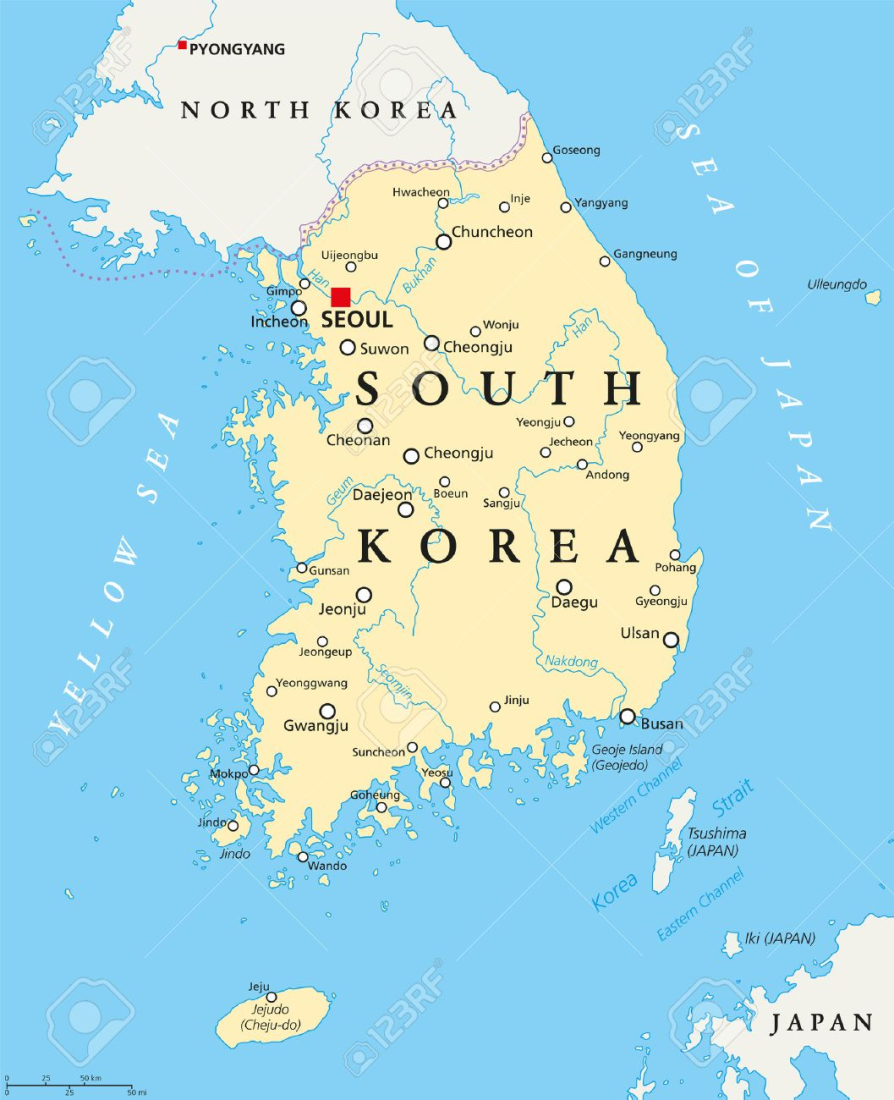 PYONGYANG
NORTH KOREA
Goseong
Hwacheon
Inje
Yangyang
Chuncheon
Uijeongbu
Gangneung
Han
Bukhan
Gimpo
Ulleungdo
SEA OF JAPAN
Incheon
SEOUL
Wonju
Han
Suwon
Cheongju
SOUTH
Yeongju
Cheonan
Jecheon
Yeongyang
Cheongju
Andong
YELLOW SEA
Geum
Daejeon
Boeun
Sangju
KOREA
Pohang
Gunsan
Jeonju
Daegu
Gyeongju
Ulsan
Jeongeup
Nakdong
Seomjin
Yeonggwang
Jinju
Gwangju
Busan
Suncheon
Geoje Island
(Geojedo)
Mokpo
Yeosu
Western Channel
Goheung
Strait
Jindo
Tsushima
(JAPAN)
Jindo
Wando
Korea
Eastern Channel
Iki (JAPAN)
Jeju
Jejudo
(Cheju-do)
JAPAN
0 25 50 km
0 25 50 mi
123RF